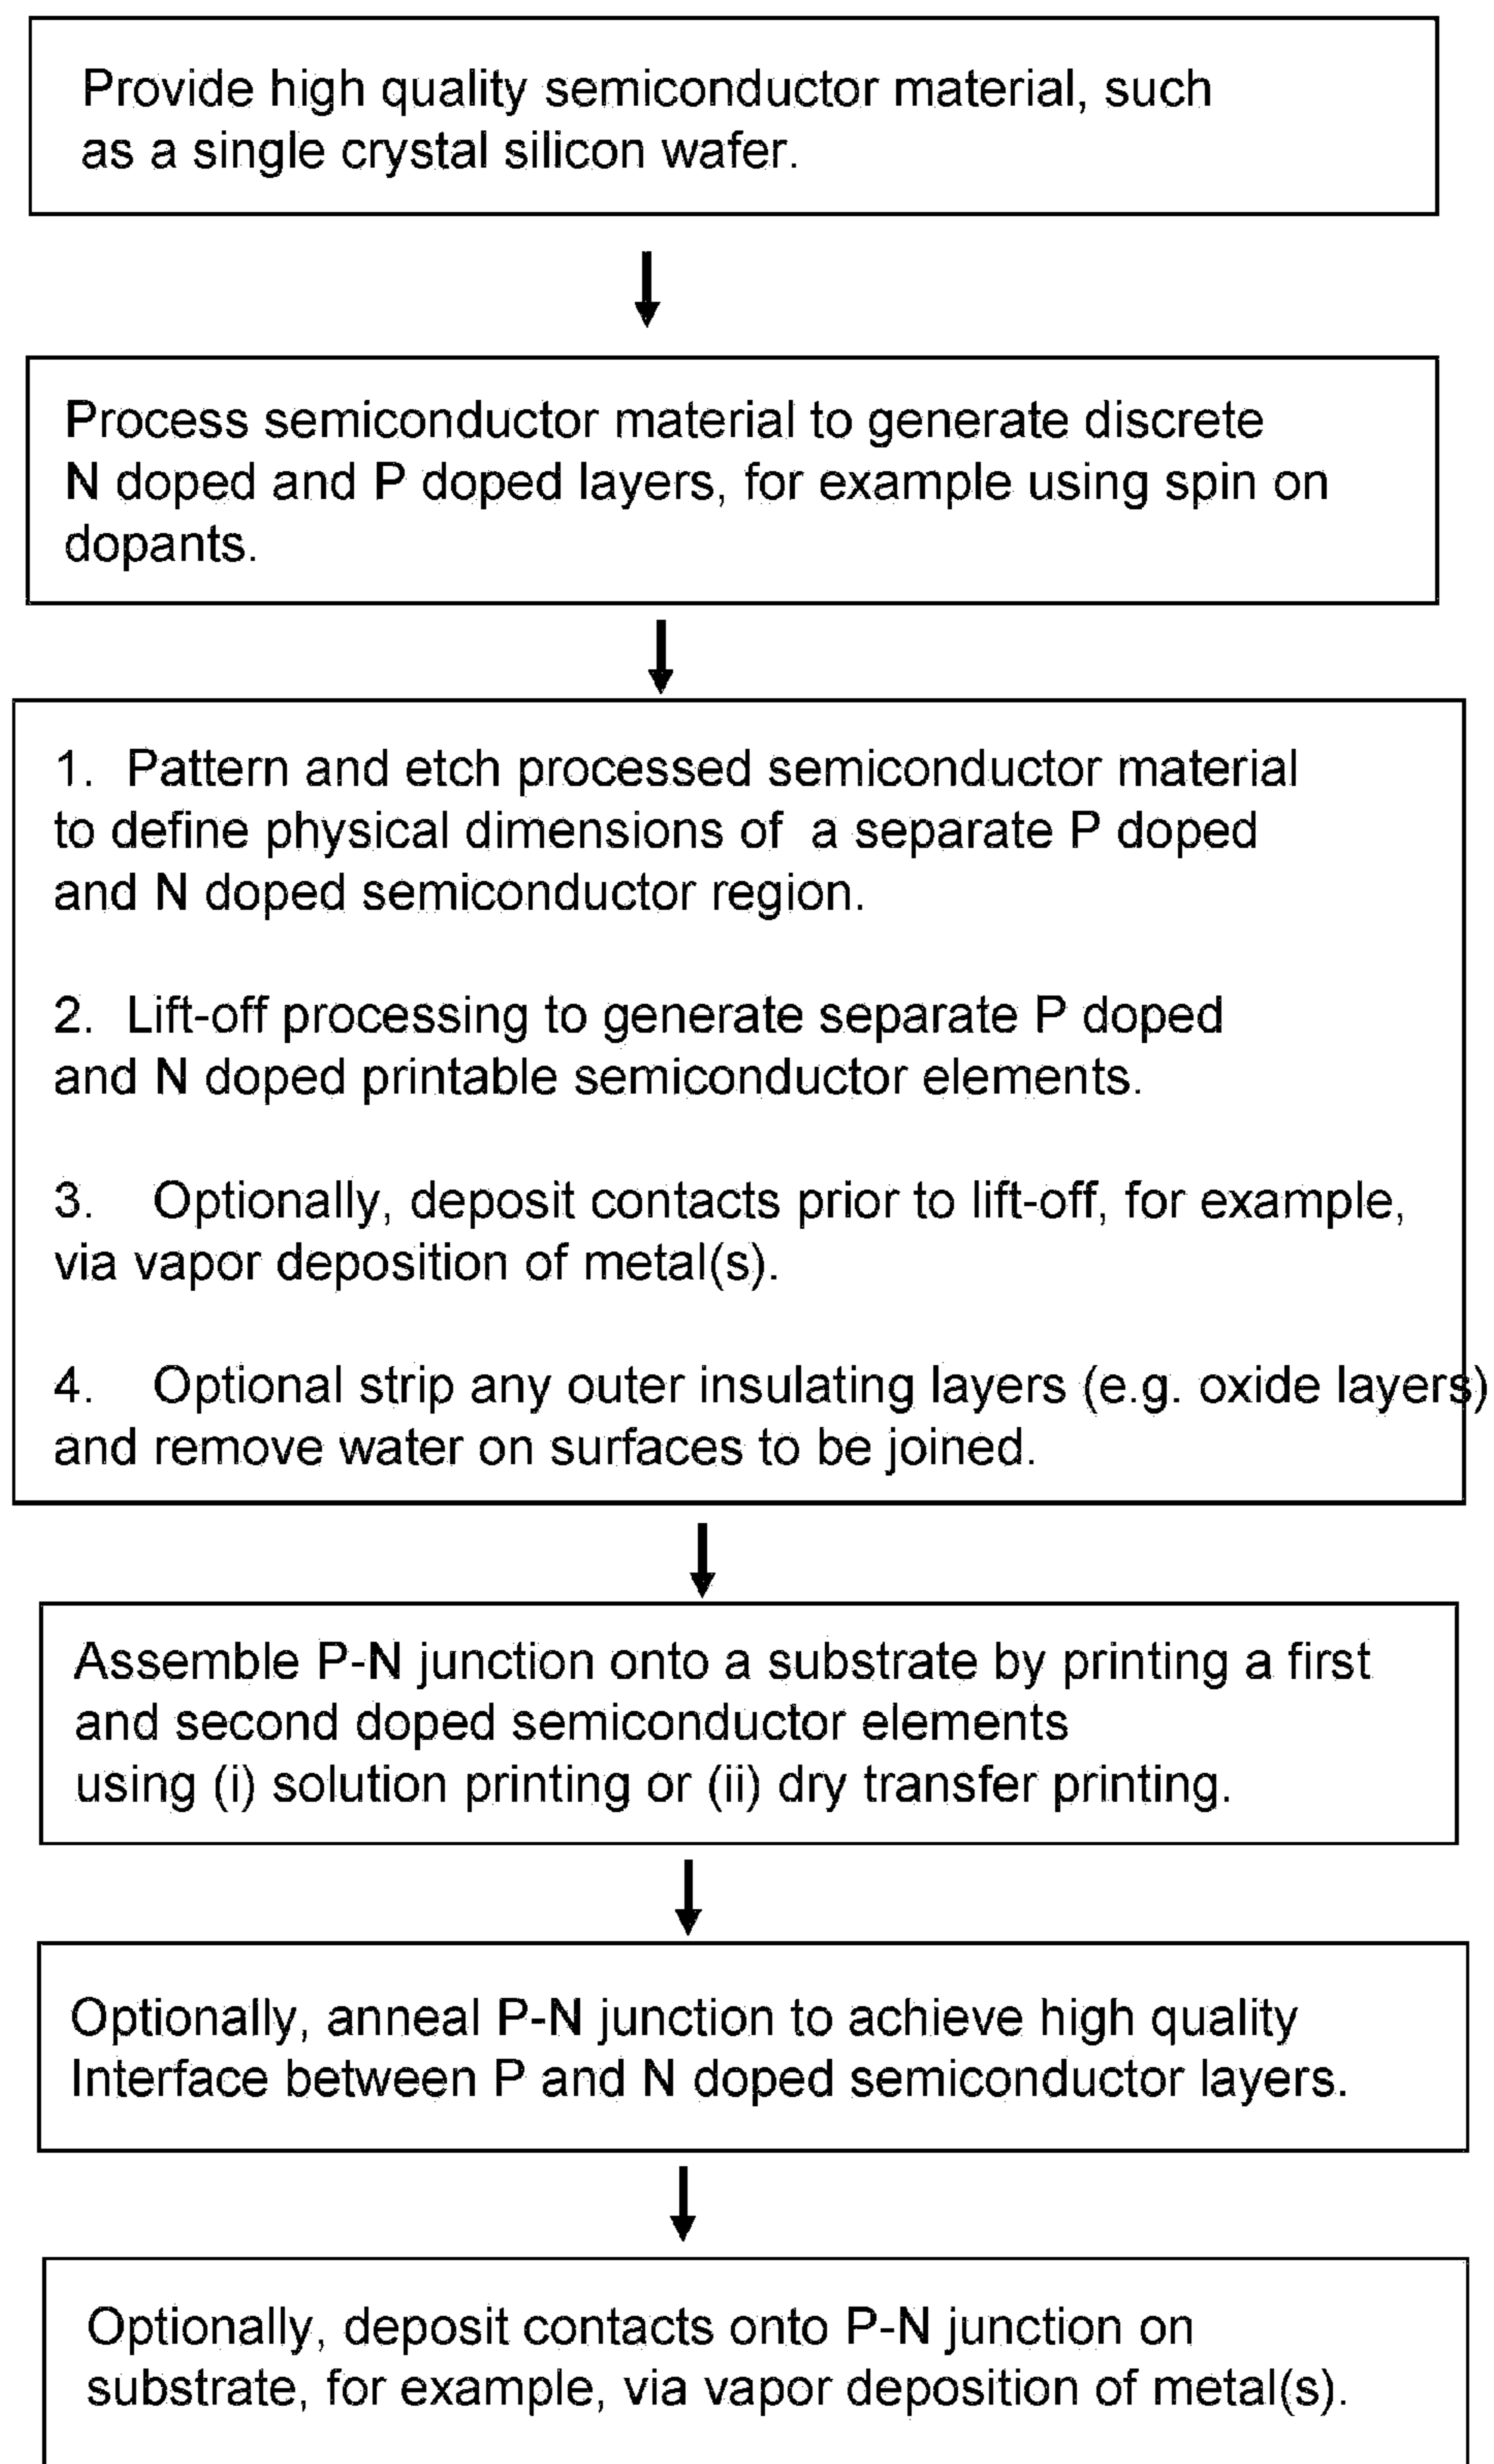 Provide high quality semiconductor material, such
as a single crystal silicon wafer.
Process semiconductor material to generate discrete
N doped and P doped layers, for example using spin on
dopants.
1. Pattern and etch processed semiconductor material
to define physical dimensions of a separate P doped
and N doped semiconductor region.
2. Lift-off processing to generate separate P doped
and N doped printable semiconductor elements.
3. Optionally, deposit contacts prior to lift-off, for example,
via vapor deposition of metal(s).
4. Optional strip any outer insulating layers (e.g. oxide layers)
and remove water on surfaces to be joined.
Assemble P-N junction onto a substrate by printing a first
and second doped semiconductor elements
using (i) solution printing or (ii) dry transfer printing.
Optionally, anneal P-N junction to achieve high quality
Interface between P and N doped semiconductor layers.
Optionally, deposit contacts onto P-N junction on
substrate, for example, via vapor deposition of metal(s).